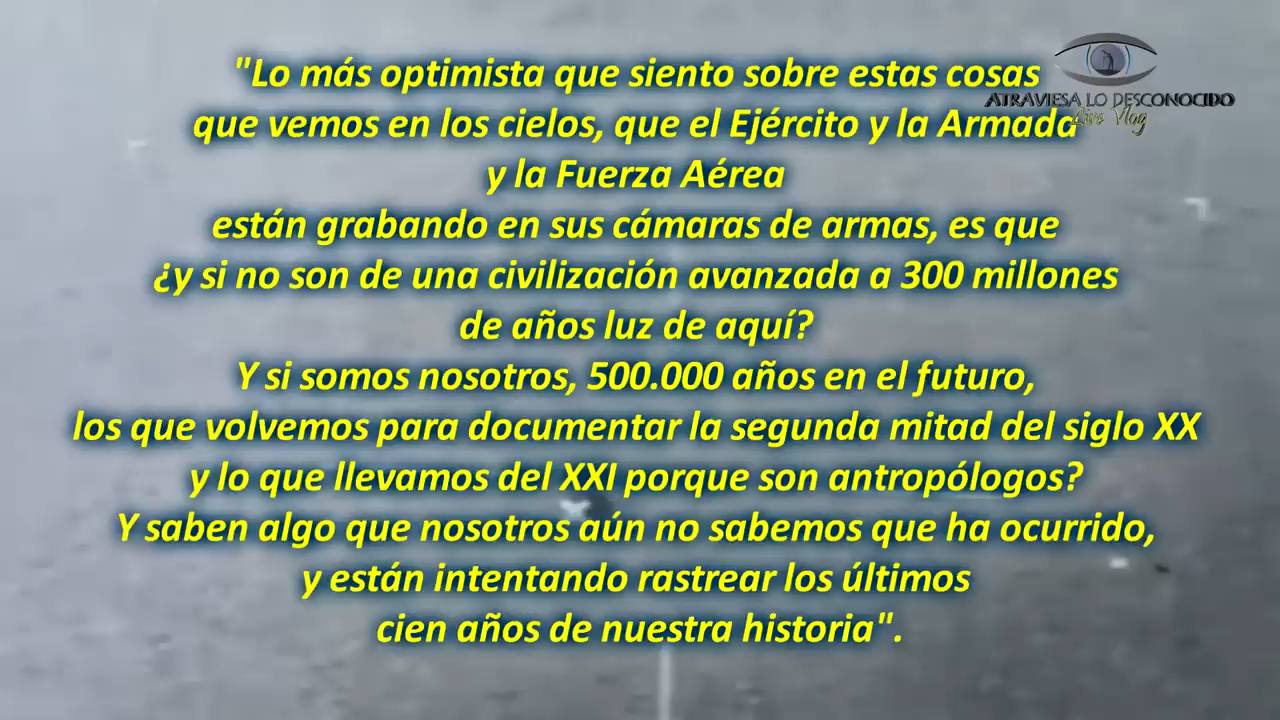 "Lo más optimista que siento sobre estas cosas
que vemos en los cielos, que el Ejército y la Armada
y la Fuerza Aérea
están grabando en sus cámaras de armas, es que
¿y si no son de una civilización avanzada a 300 millones
de años luz de aquí?
Y si somos nosotros, 500.000 años en el futuro,
los que volvemos para documentar la segunda mitad del siglo XX
y lo que llevamos del XXI porque son antropólogos?
Y saben algo que nosotros aún no sabemos que ha ocurrido,
y están intentando rastrear los últimos
cien años de nuestra historia".
ATRAVIESA LO DESCONOCIDO
Live Vlog